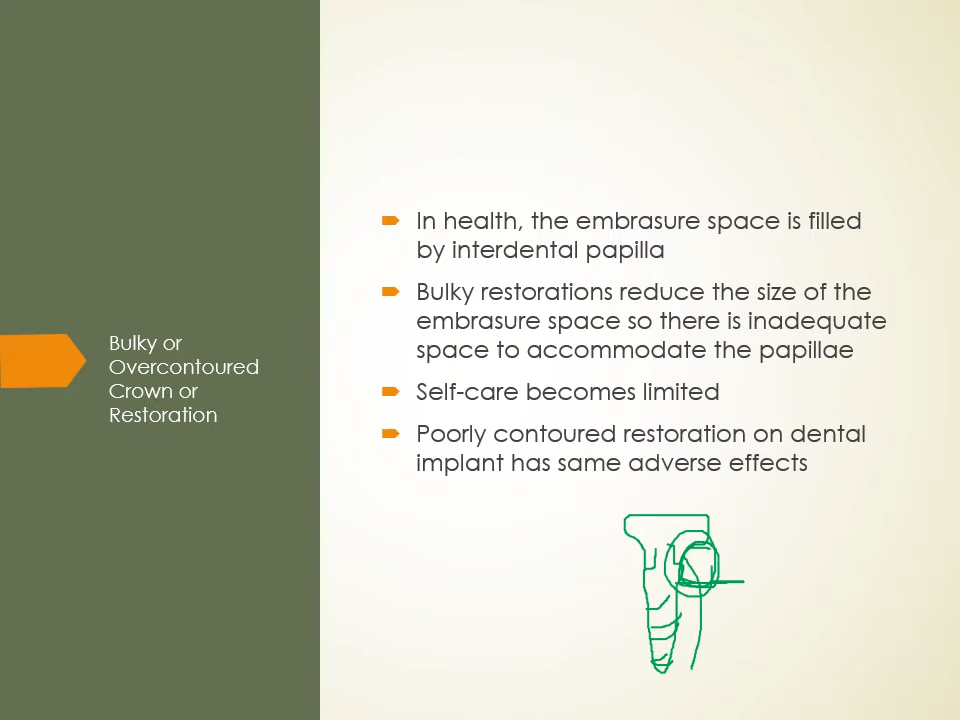 Bulky or
Overcontoured
Crown or
Restoration
In health, the embrasure space is filled
by interdental papilla
Bulky restorations reduce the size of the
embrasure space so there is inadequate
space to accommodate the papillae
Self-care becomes limited
Poorly contoured restoration on dental
implant has same adverse effects